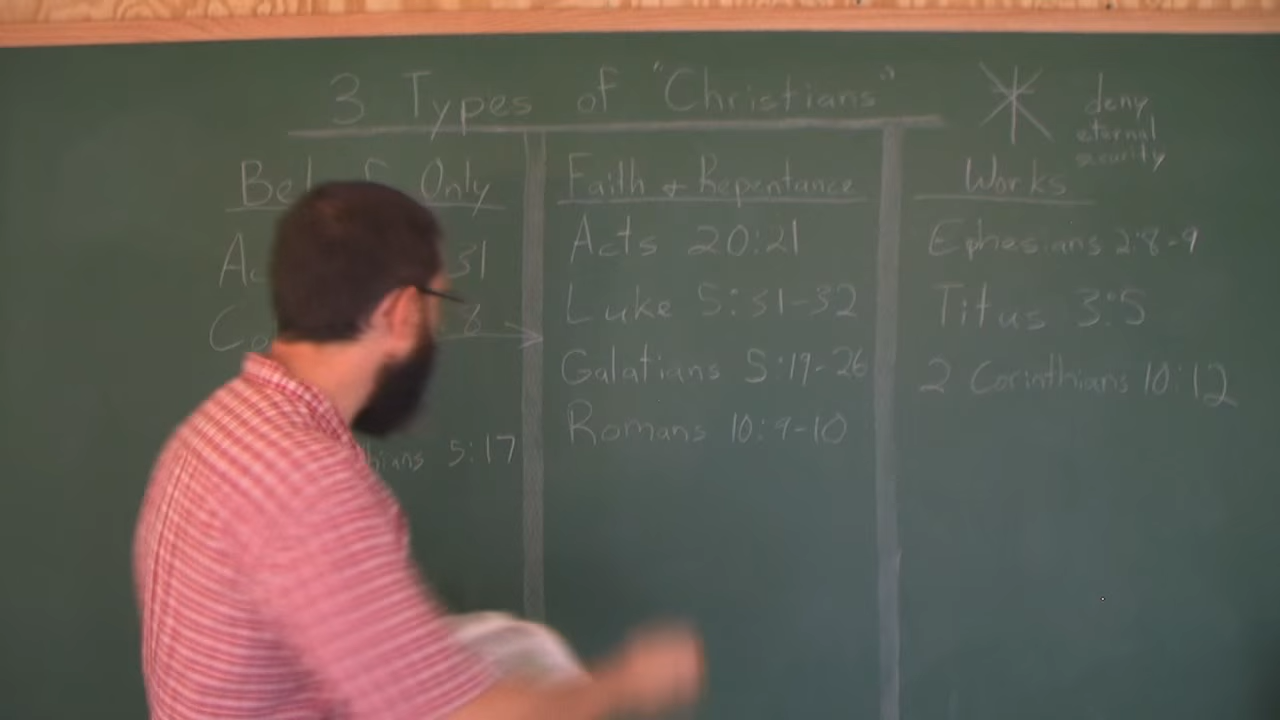 3 Types of "Christians"
deny
eternal
security
Only
31
8
5:17
Faith & Repentance
Acts 20:21
Luke 5:31-32
Galatians 5:19-26
Romans 10:9-10
Works
Ephesians 2:8-9
Titus 3:5
2 Corinthians 10:12